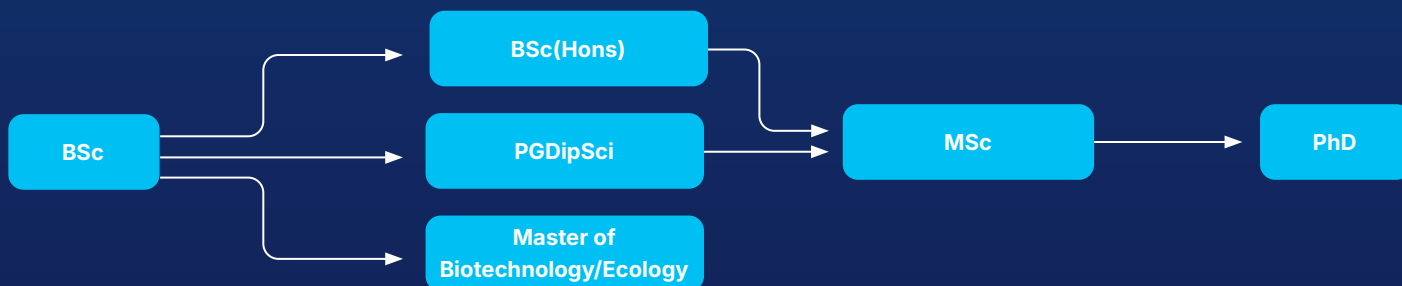 BSc
BSc(Hons)
PGDipSci
Master of
Biotechnology/Ecology
MSc
PhD